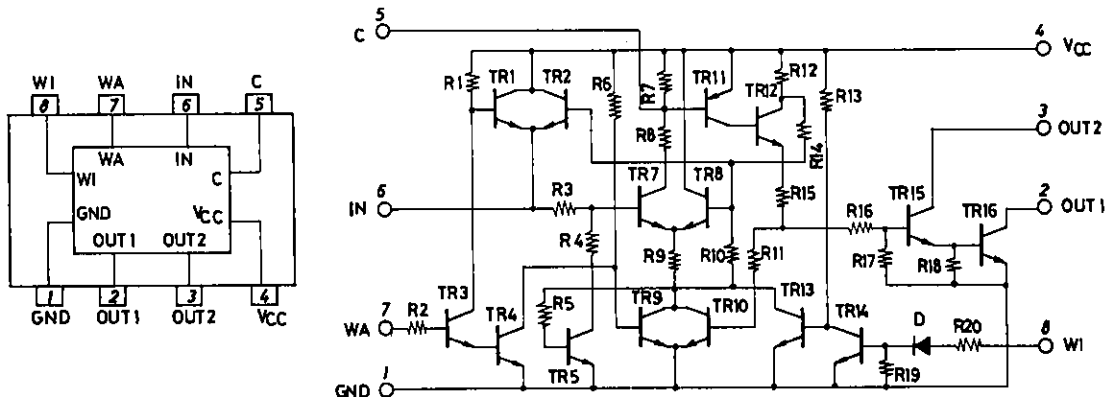 WI WA IN C
8 7 6 5
WA IN
WI C
GND VCC
OUT1 OUT2
1 2 3 4
GND OUT1 OUT2 VCC
5
C
4
VCC
R1 TR1 TR2 R6 R7 TR11 R12
TR12 R13
3
OUT2
R8 R14
6
IN
R3 TR7 TR8 R15 TR15 2
OUT1
R16 TR16
R4 R9 R10 R11 R17 R18
7
WA
R2 TR3 TR4 R5 TR9 TR10 TR13 TR14 D R20 8
WI
TR5 R19
1
GND